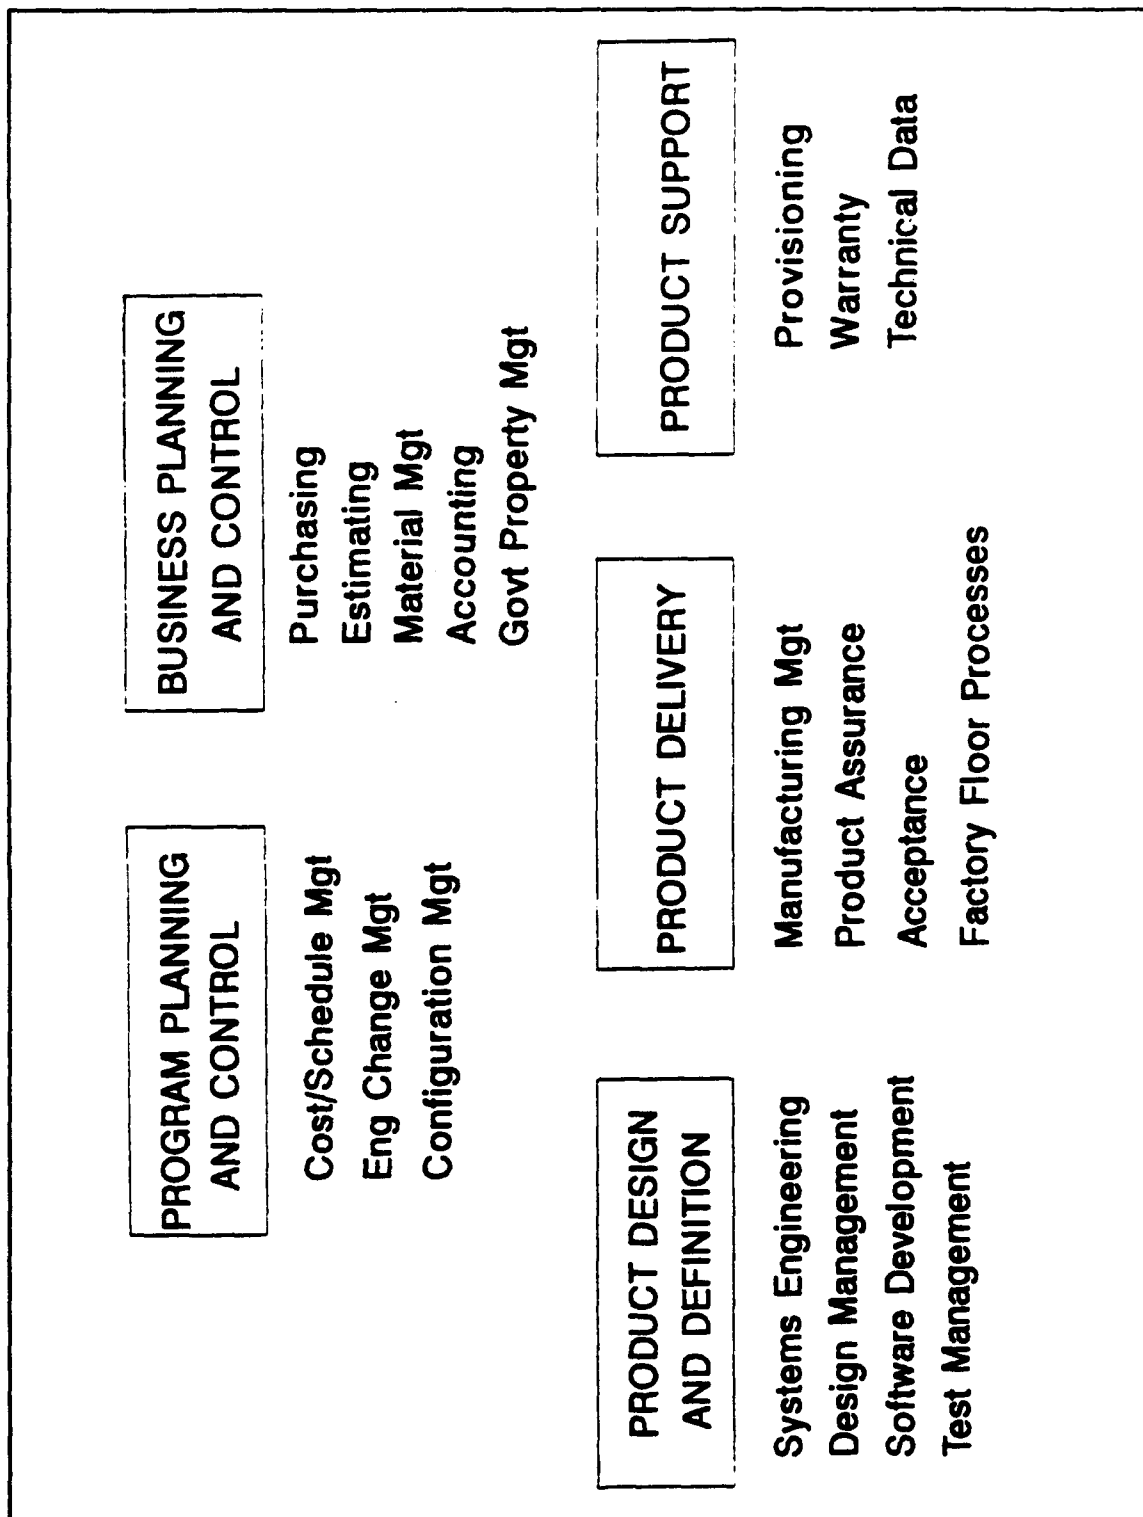 PROGRAM PLANNING
AND CONTROL
Cost/Schedule Mgt
Eng Change Mgt
Configuration Mgt
BUSINESS PLANNING
AND CONTROL
Purchasing
Estimating
Material Mgt
Accounting
Govt Property Mgt
PRODUCT DESIGN
AND DEFINITION
Systems Engineering
Design Management
Software Development
Test Management
PRODUCT DELIVERY
Manufacturing Mgt
Product Assurance
Acceptance
Factory Floor Processes
PRODUCT SUPPORT
Provisioning
Warranty
Technical Data